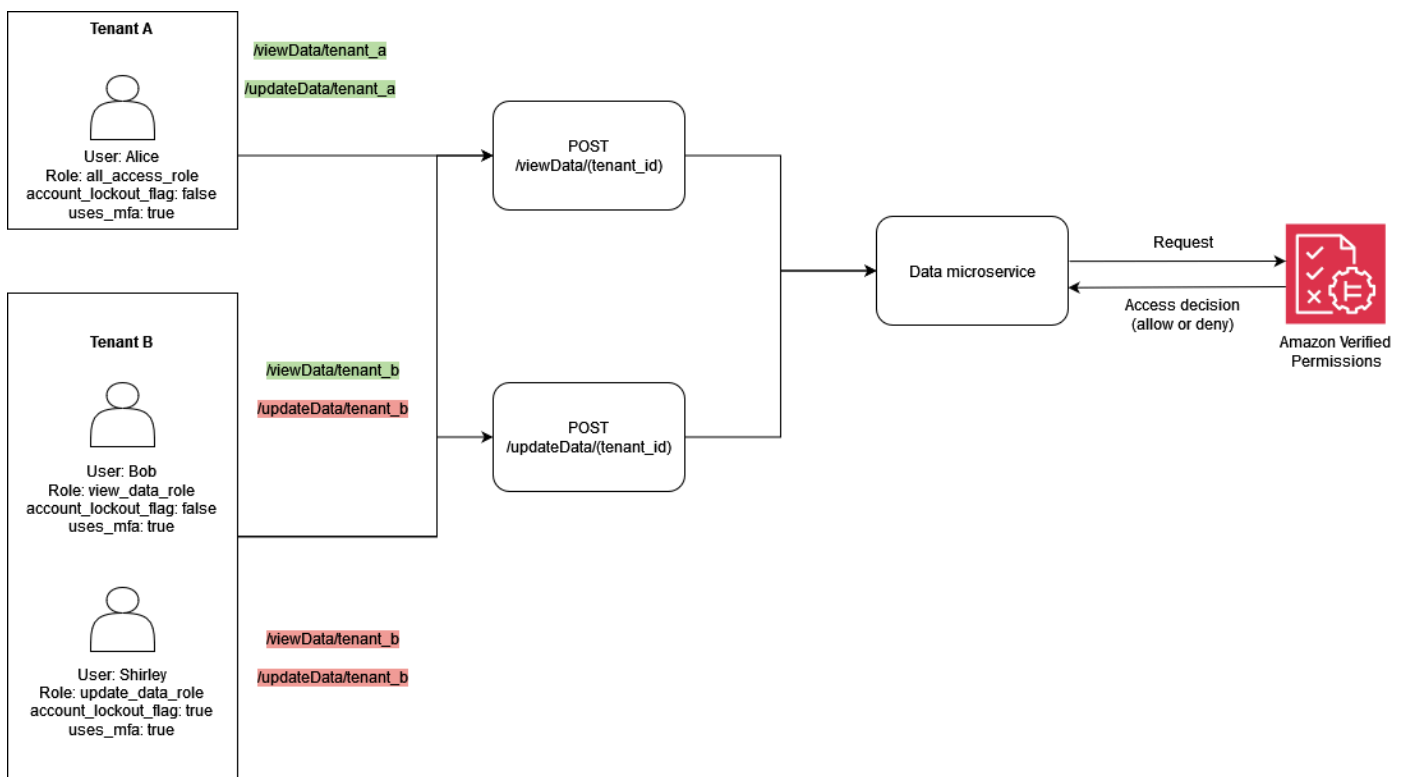 Tenant A
User: Alice
Role: all_access_role
account_lockout_flag: false
uses_mfa: true
/viewData/tenant_a
/updateData/tenant_a
Tenant B
User: Bob
Role: view_data_role
account_lockout_flag: false
uses_mfa: true
/viewData/tenant_b
/updateData/tenant_b
User: Shirley
Role: update_data_role
account_lockout_flag: true
uses_mfa: true
/viewData/tenant_b
/updateData/tenant_b
POST
/viewData/(tenant_id)
POST
/updateData/(tenant_id)
Data microservice
Request
Access decision
(allow or deny)
Amazon Verified
Permissions